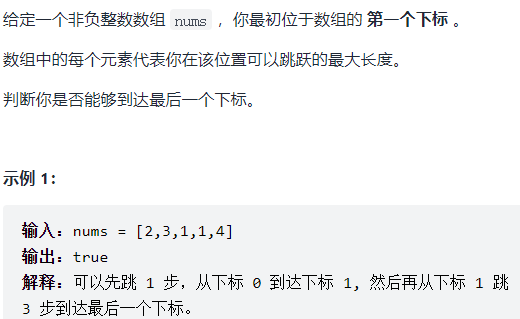 给定一个非负整数数组 nums ，你最初位于数组的 第一个下标 。
数组中的每个元素代表你在该位置可以跳跃的最大长度。
判断你是否能够到达最后一个下标。
示例 1：
输入：nums = [2,3,1,1,4]
输出：true
解释：可以先跳 1 步，从下标 0 到达下标 1, 然后再从下标 1 跳
3 步到达最后一个下标。